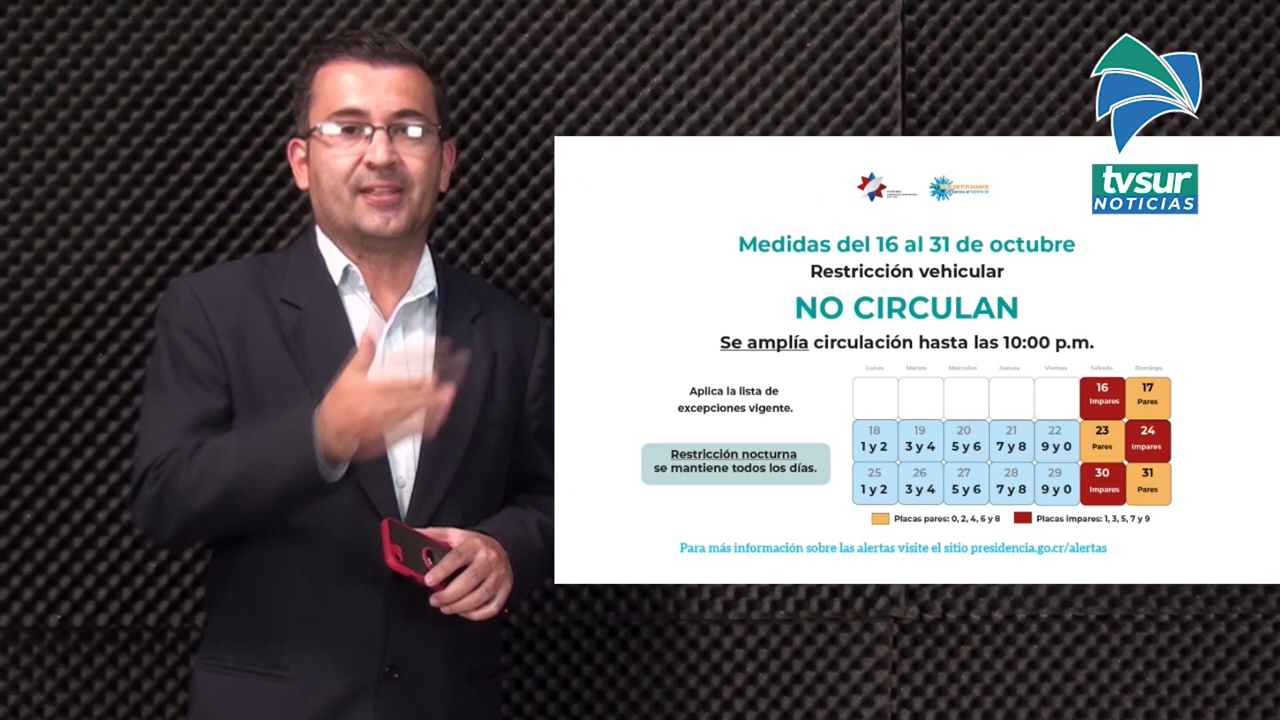 tvsur
NOTICIAS
Medidas del 16 al 31 de octubre
Restricción vehicular
NO CIRCULAN
Se amplía circulación hasta las 10:00 p.m.
Aplica la lista de
excepciones vigente.
Restricción nocturna
se mantiene todos los días.
Lunes Martes Miércoles Jueves Viernes Sábado Domingo
16 17
Impares Pares
18 19 20 21 22 23 24
1 y 2 3 y 4 5 y 6 7 y 8 9 y 0 Pares Impares
25 26 27 28 29 30 31
1 y 2 3 y 4 5 y 6 7 y 8 9 y 0 Impares Pares
Placas pares: 0, 2, 4, 6 y 8 Placas impares: 1, 3, 5, 7 y 9
Para más información sobre las alertas visite el sitio presidencia.go.cr/alertas